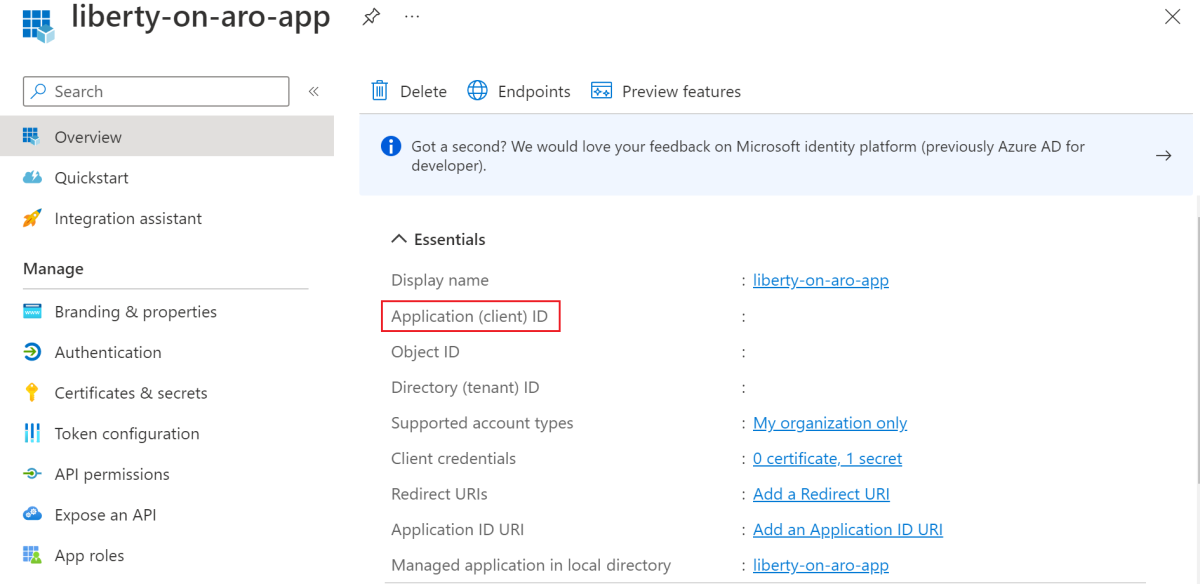 liberty-on-aro-app
Search
Overview
Quickstart
Integration assistant
Manage
Branding & properties
Authentication
Certificates & secrets
Token configuration
API permissions
Expose an API
App roles
Delete
Endpoints
Preview features
Got a second? We would love your feedback on Microsoft identity platform (previously Azure AD for
developer).
Essentials
Display name : liberty-on-aro-app
Application (client) ID :
Object ID :
Directory (tenant) ID :
Supported account types : My organization only
Client credentials : 0 certificate, 1 secret
Redirect URIs : Add a Redirect URI
Application ID URI : Add an Application ID URI
Managed application in local directory : liberty-on-aro-app